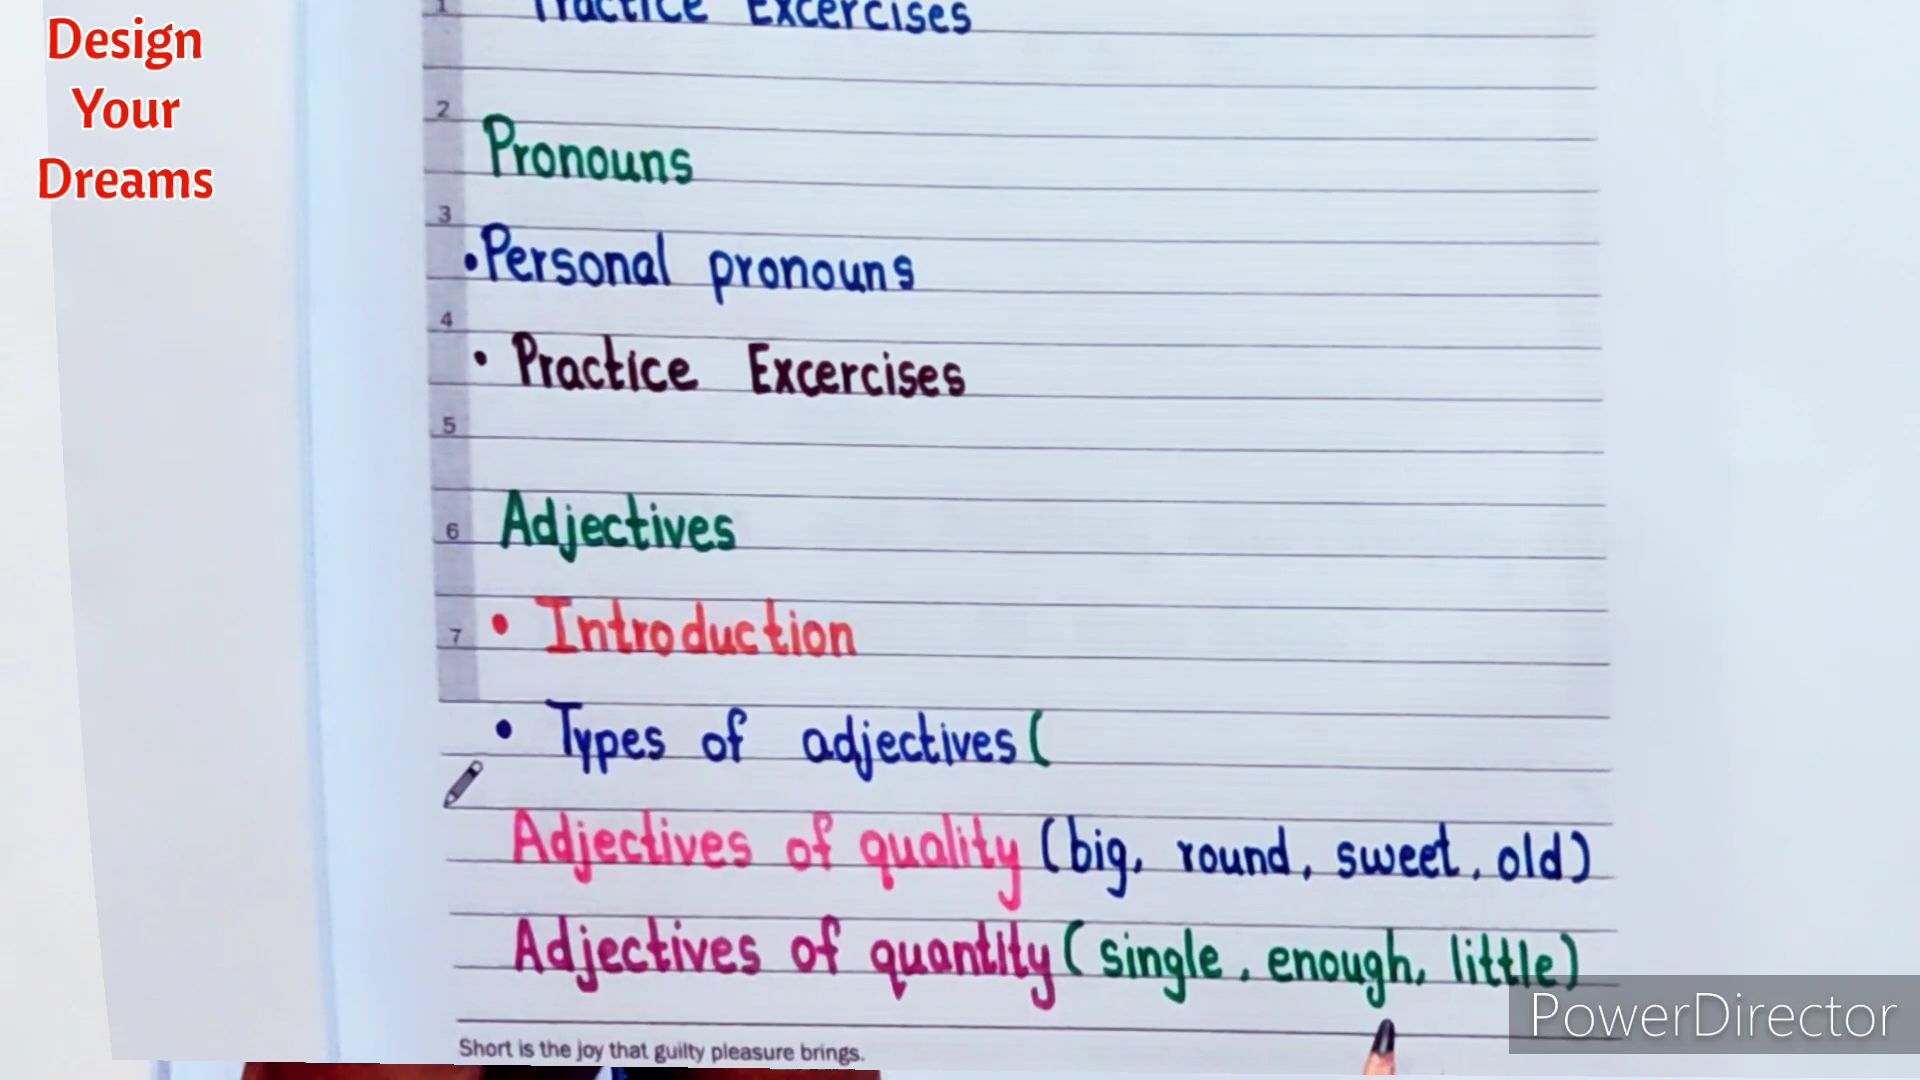 Design
Your
Dreams
1 Practice Excercises
2
Pronouns
3
•Personal pronouns
4
• Practice Excercises
5
6 Adjectives
7 • Introduction
• Types of adjectives (
Adjectives of quality (big, round, sweet, old)
Adjectives of quantity (single, enough, little)
PowerDirector
Short is the joy that guilty pleasure brings.